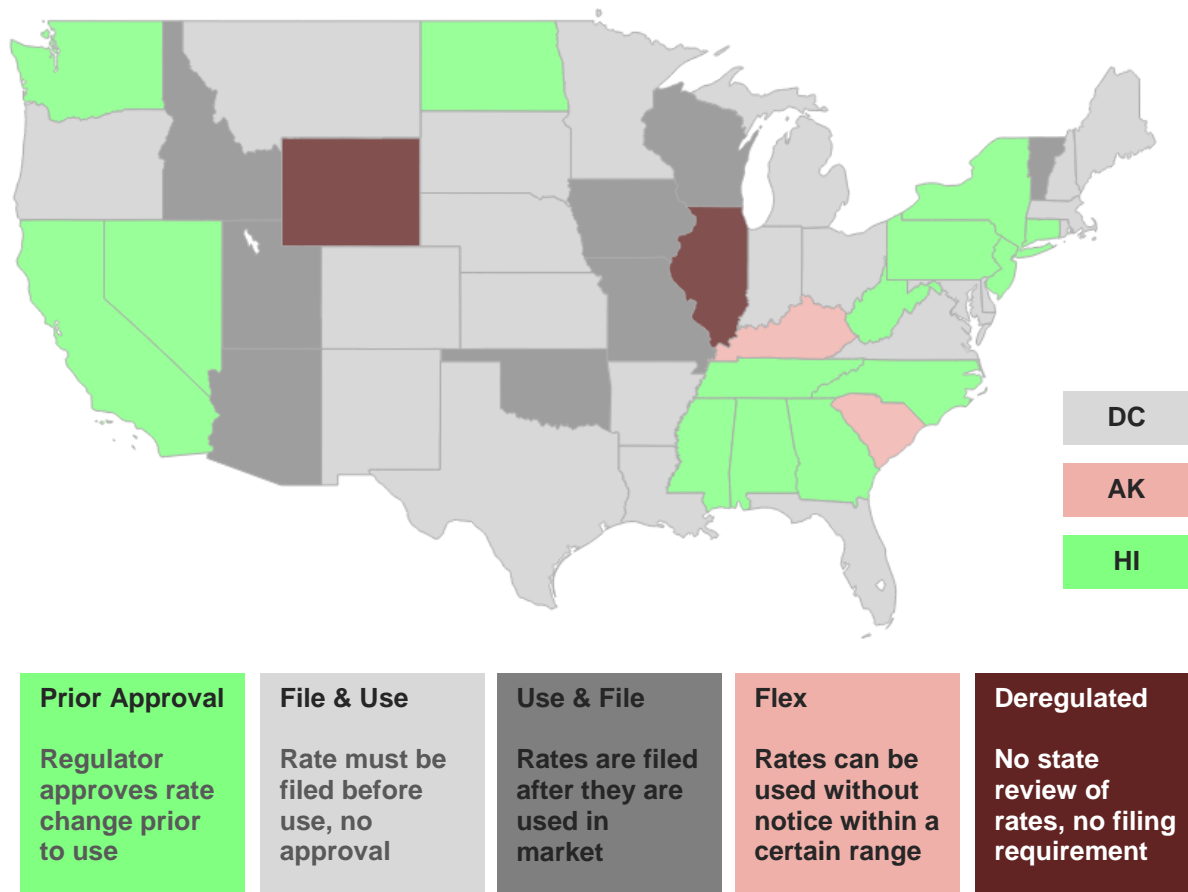 DC
AK
HI
Prior Approval
Regulator
approves rate
change prior
to use
File & Use
Rate must be
filed before
use, no
approval
Use & File
Rates are filed
after they are
used in
market
Flex
Rates can be
used without
notice within a
certain range
Deregulated
No state
review of
rates, no filing
requirement